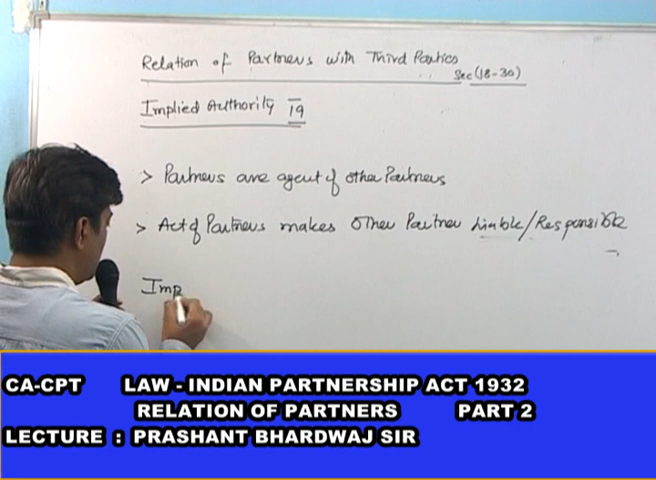 Relation of Partners with Third Parties
Sec (18-30)
Implied Authority 19
> Partners are agent of other Partners
> Act of Partners makes Other Partner Liable/Responsible
Imp
CA-CPT LAW - INDIAN PARTNERSHIP ACT 1932
RELATION OF PARTNERS PART 2
LECTURE : PRASHANT BHARDWAJ SIR